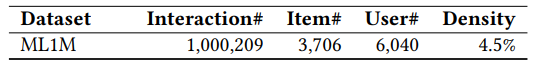 Dataset Interaction# Item# User# Density
ML1M 1,000,209 3,706 6,040 4.5%